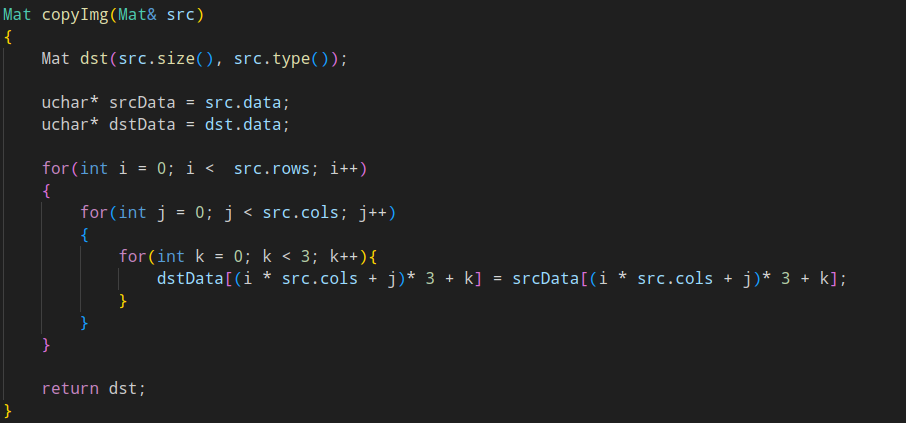 Mat copyImg(Mat& src)
{
    Mat dst(src.size(), src.type());

    uchar* srcData = src.data;
    uchar* dstData = dst.data;

    for(int i = 0; i <  src.rows; i++)
    {
        for(int j = 0; j < src.cols; j++)
        {
            for(int k = 0; k < 3; k++){
                dstData[(i * src.cols + j)* 3 + k] = srcData[(i * src.cols + j)* 3 + k];
            }
        }
    }

    return dst;
}